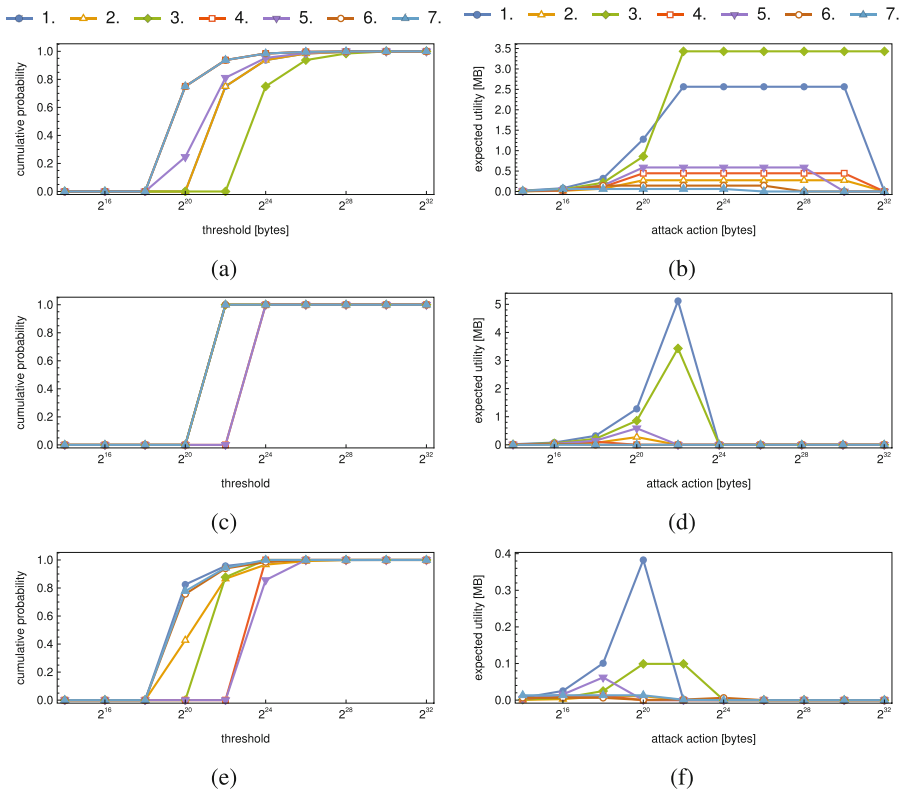 1. 2. 3. 4. 5. 6. 7.
1. 2. 3. 4. 5. 6. 7.
cumulative probability
1.0
0.8
0.6
0.4
0.2
0.0
2^16 2^20 2^24 2^28 2^32
threshold [bytes]
(a)
expected utility [MB]
3.5
3.0
2.5
2.0
1.5
1.0
0.5
0.0
2^16 2^20 2^24 2^28 2^32
attack action [bytes]
(b)
cumulative probability
1.0
0.8
0.6
0.4
0.2
0.0
2^16 2^20 2^24 2^28 2^32
threshold
(c)
expected utility [MB]
5
4
3
2
1
0
2^16 2^20 2^24 2^28 2^32
attack action [bytes]
(d)
cumulative probability
1.0
0.8
0.6
0.4
0.2
0.0
2^20 2^16 2^24 2^28 2^32
threshold
(e)
expected utility [MB]
0.4
0.3
0.2
0.1
0.0
2^16 2^20 2^24 2^28 2^32
attack action [bytes]
(f)